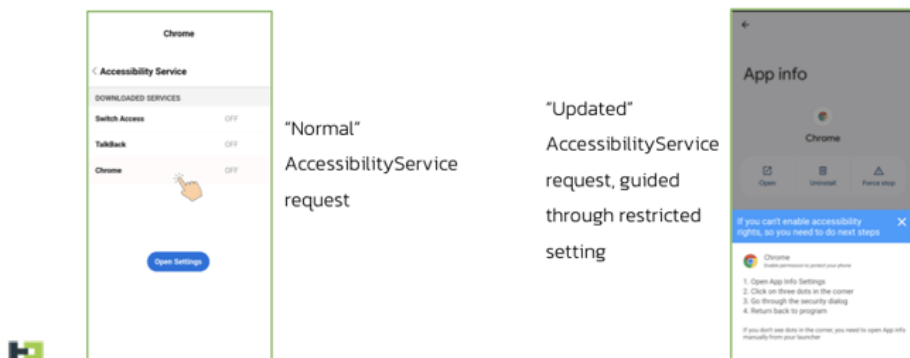 Chrome
< Accessibility Service
DOWNLOADED SERVICES
Switch Access OFF
TalkBack OFF
Chrome OFF
Open Settings
"Normal"
AccessibilityService
request
"Updated"
AccessibilityService
request, guided
through restricted
setting
App info
Chrome
Open Uninstall Force stop
If you can't enable accessibility
rights, so you need to do next steps
Chrome
Enable permission to protect your phone
1. Open App Info Settings
2. Click on three dots in the corner
3. Go through the security dialog
4. Return back to program
If you don't see dots in the corner, you need to open App info
manually from your launcher